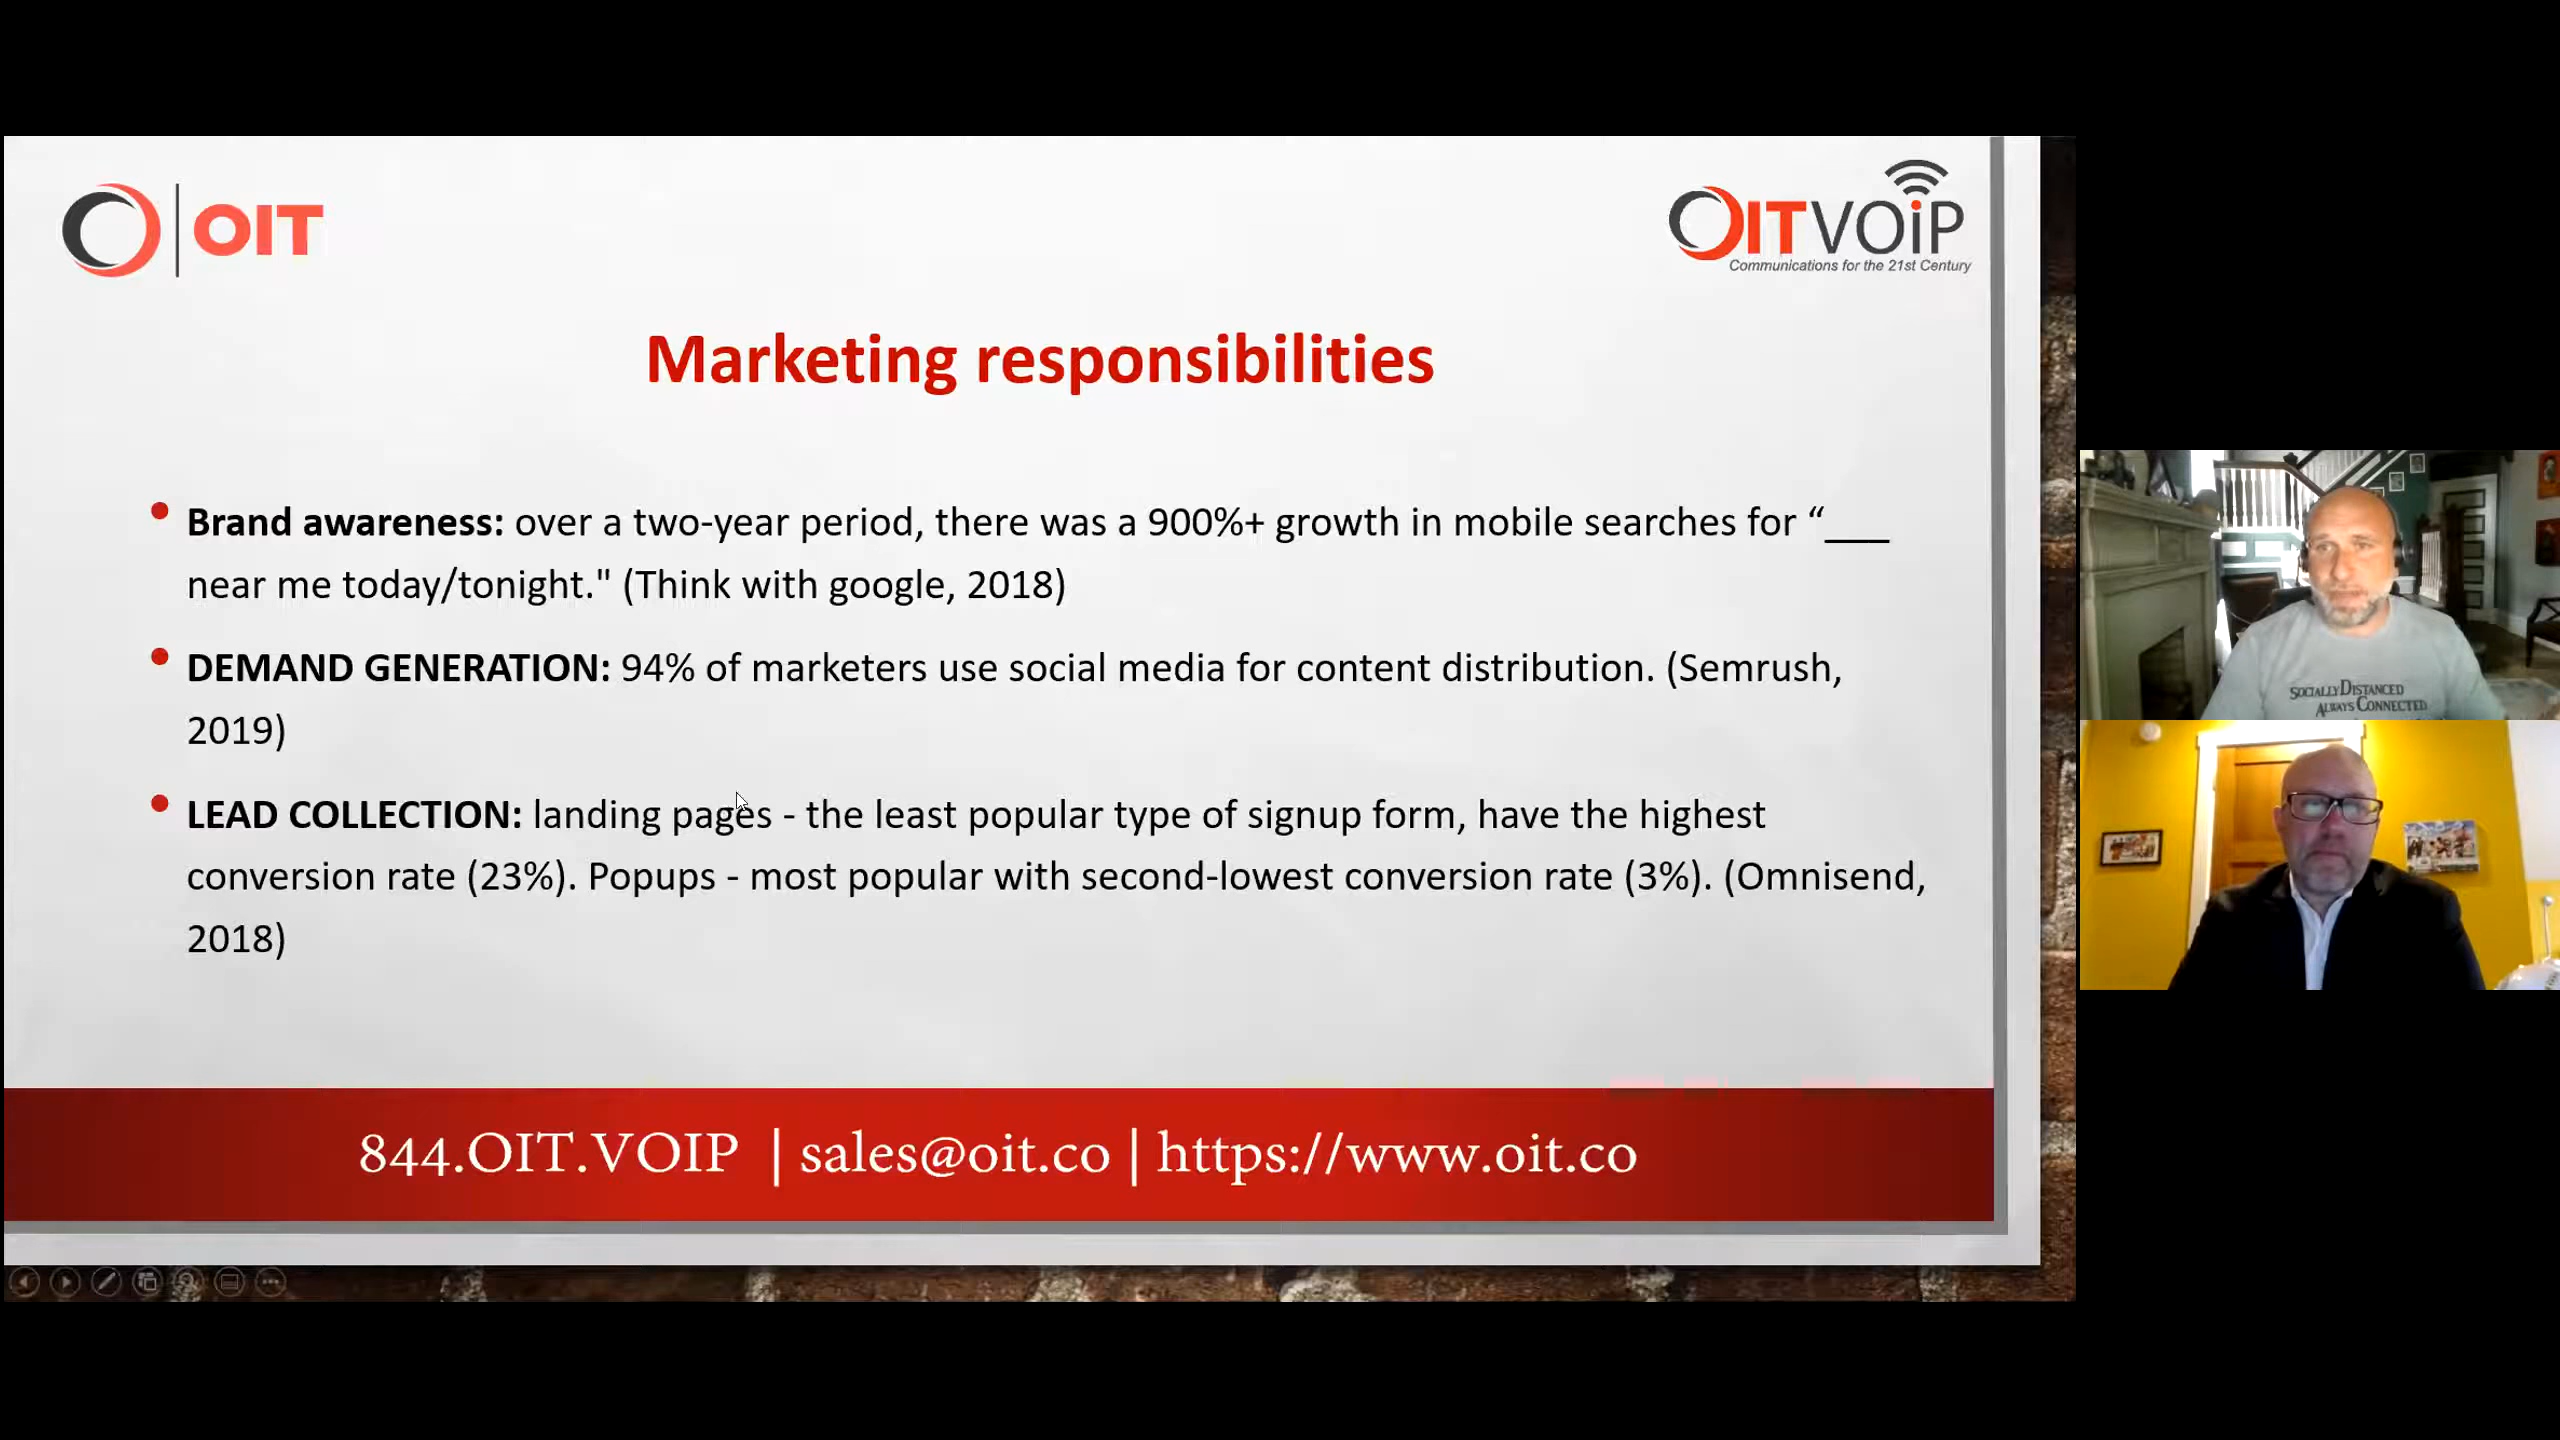 OIT
OITVOiP
Communications for the 21st Century
Marketing responsibilities
• Brand awareness: over a two-year period, there was a 900%+ growth in mobile searches for “___
near me today/tonight." (Think with google, 2018)
• DEMAND GENERATION: 94% of marketers use social media for content distribution. (Semrush,
2019)
• LEAD COLLECTION: landing pages - the least popular type of signup form, have the highest
conversion rate (23%). Popups - most popular with second-lowest conversion rate (3%). (Omnisend,
2018)
844.OIT.VOIP | sales@oit.co | https://www.oit.co
SOCIALLY DISTANCED
ALWAYS CONNECTED